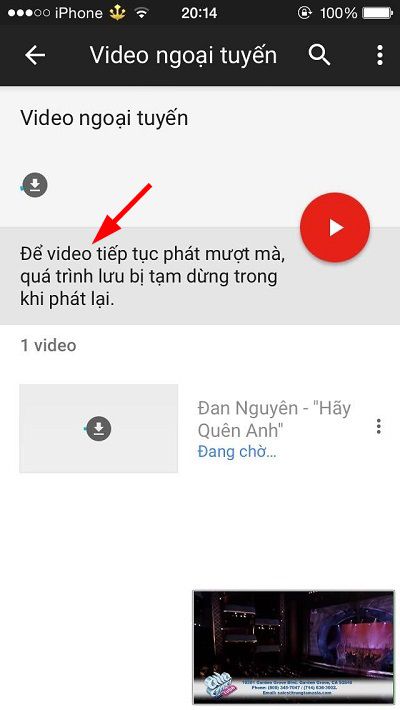 iPhone 20:14 100%
Video ngoại tuyến
Video ngoại tuyến
Để video tiếp tục phát mượt mà,
quá trình lưu bị tạm dừng trong
khi phát lại.
1 video
Đan Nguyên - "Hãy
Quên Anh"
Đang chờ...